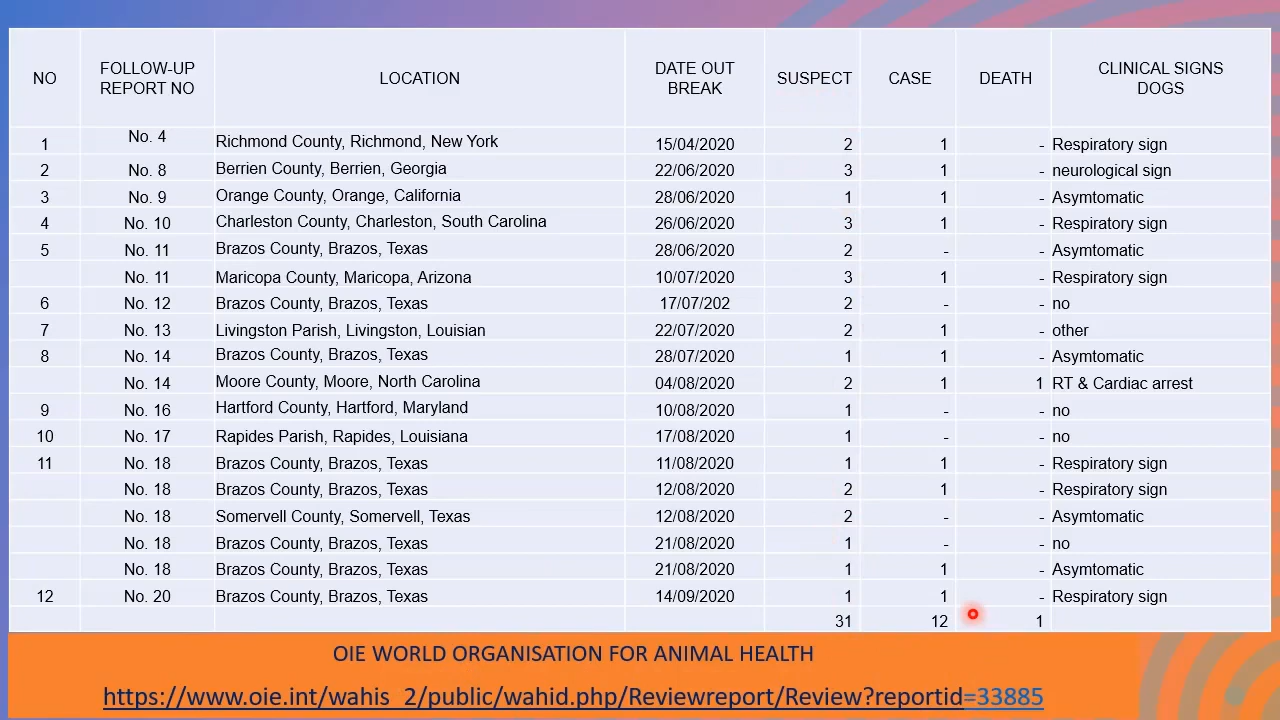 NO FOLLOW-UP REPORT NO LOCATION DATE OUT BREAK SUSPECT CASE DEATH CLINICAL SIGNS DOGS
1 No. 4 Richmond County, Richmond, New York 15/04/2020 2 1 - Respiratory sign
2 No. 8 Berrien County, Berrien, Georgia 22/06/2020 3 1 - neurological sign
3 No. 9 Orange County, Orange, California 28/06/2020 1 1 - Asymtomatic
4 No. 10 Charleston County, Charleston, South Carolina 26/06/2020 3 1 - Respiratory sign
5 No. 11 Brazos County, Brazos, Texas 28/06/2020 2 - - Asymtomatic
No. 11 Maricopa County, Maricopa, Arizona 10/07/2020 3 1 - Respiratory sign
6 No. 12 Brazos County, Brazos, Texas 17/07/202 2 - - no
7 No. 13 Livingston Parish, Livingston, Louisian 22/07/2020 2 1 - other
8 No. 14 Brazos County, Brazos, Texas 28/07/2020 1 1 - Asymtomatic
No. 14 Moore County, Moore, North Carolina 04/08/2020 2 1 1 RT & Cardiac arrest
9 No. 16 Hartford County, Hartford, Maryland 10/08/2020 1 - - no
10 No. 17 Rapides Parish, Rapides, Louisiana 17/08/2020 1 - - no
11 No. 18 Brazos County, Brazos, Texas 11/08/2020 1 1 - Respiratory sign
No. 18 Brazos County, Brazos, Texas 12/08/2020 2 1 - Respiratory sign
No. 18 Somervell County, Somervell, Texas 12/08/2020 2 - - Asymtomatic
No. 18 Brazos County, Brazos, Texas 21/08/2020 1 - - no
No. 18 Brazos County, Brazos, Texas 21/08/2020 1 1 - Asymtomatic
12 No. 20 Brazos County, Brazos, Texas 14/09/2020 1 1 - Respiratory sign
31 12 1
OIE WORLD ORGANISATION FOR ANIMAL HEALTH
https://www.oie.int/wahis_2/public/wahid.php/Reviewreport/Review?reportid=33885